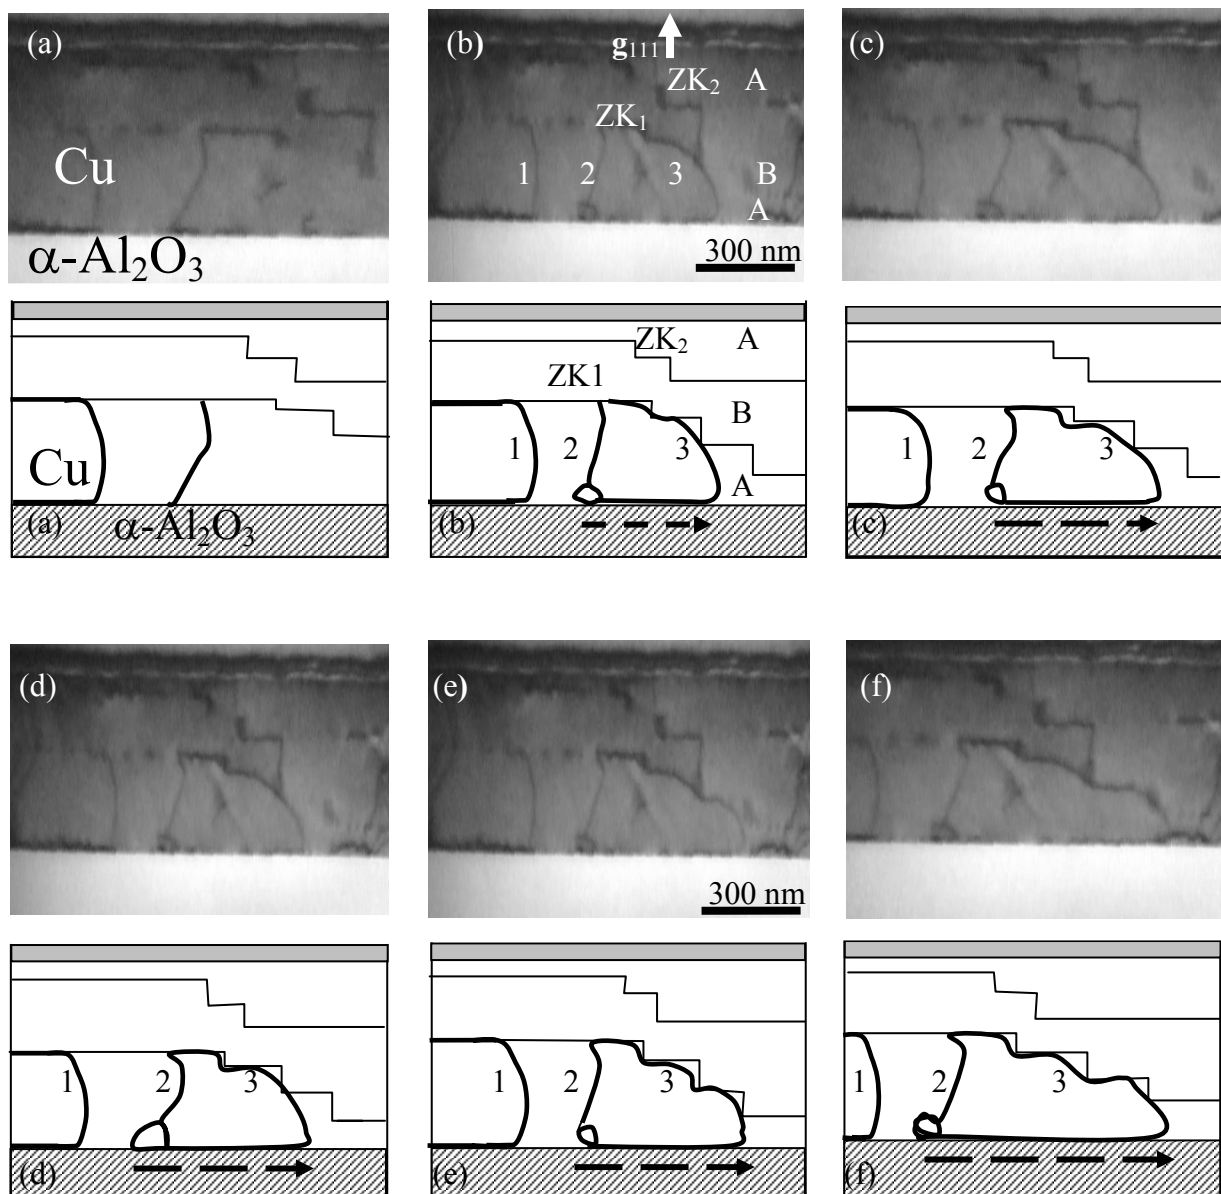 (a)
Cu
α-Al₂O₃
(b)
g₁₁₁
ZK₂
A
ZK₁
1
2
3
B
A
300 nm
(c)
Cu
α-Al₂O₃
(a)
ZK₂
A
ZK1
B
1
2
3
A
(b)
1
2
3
(c)
(d)
(e)
300 nm
(f)
1
2
3
(d)
1
2
3
(e)
1
2
3
(f)